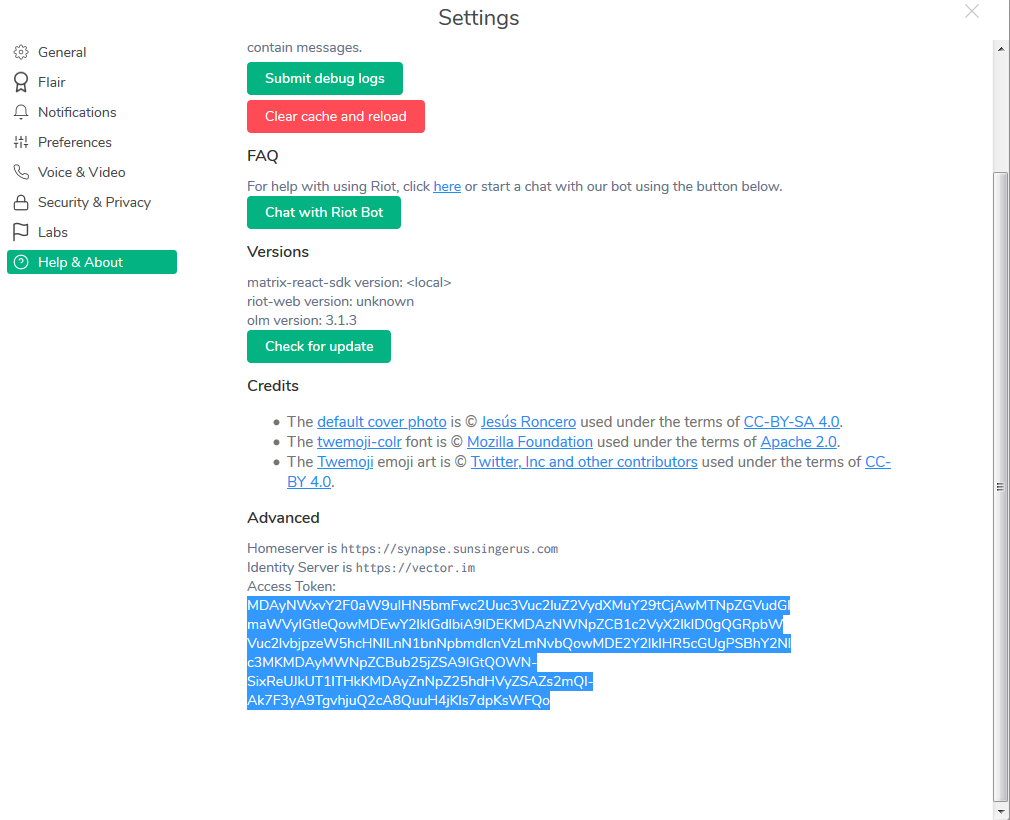 Settings
General
Flair
Notifications
Preferences
Voice & Video
Security & Privacy
Labs
Help & About
contain messages.
Submit debug logs
Clear cache and reload
FAQ
For help with using Riot, click here or start a chat with our bot using the button below.
Chat with Riot Bot
Versions
matrix-react-sdk version: <local>
riot-web version: unknown
olm version: 3.1.3
Check for update
Credits
The default cover photo is © Jesús Roncero used under the terms of CC-BY-SA 4.0.
The twemoji-colr font is © Mozilla Foundation used under the terms of Apache 2.0.
The Twemoji emoji art is © Twitter, Inc and other contributors used under the terms of CC-
BY 4.0.
Advanced
Homeserver is https://synapse.sunsingerus.com
Identity Server is https://vector.im
Access Token: